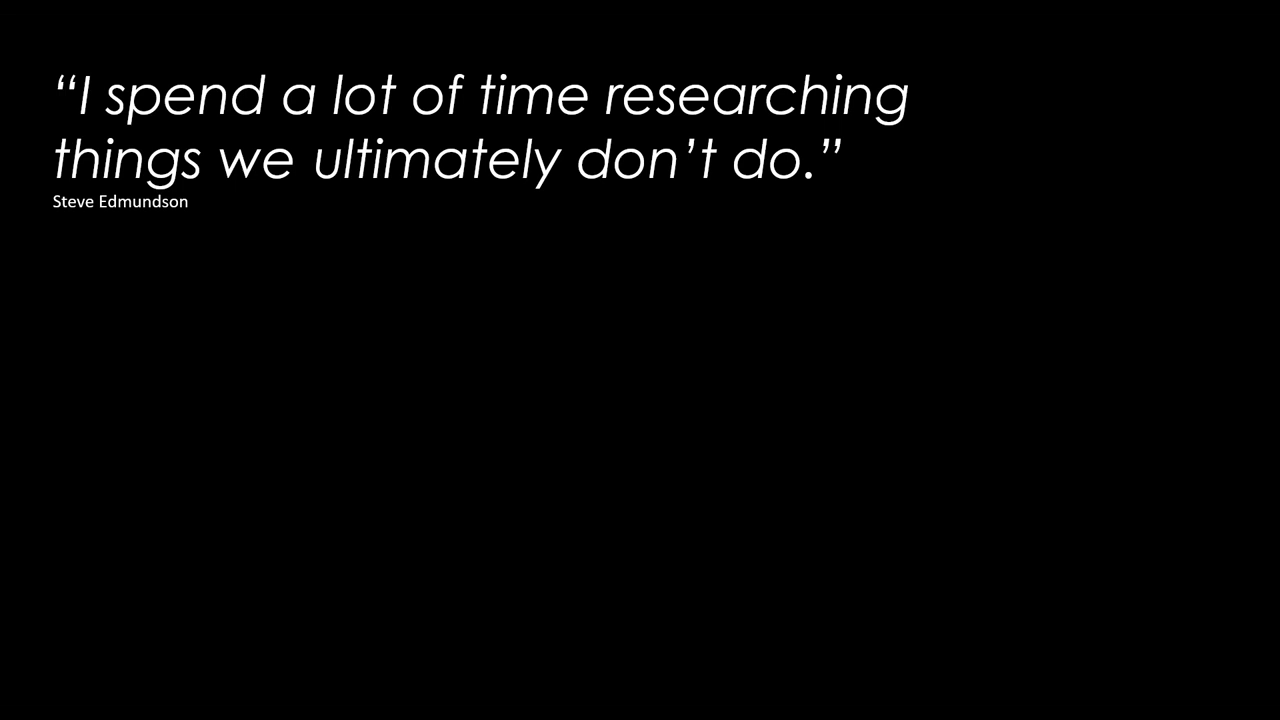 “I spend a lot of time researching
things we ultimately don’t do.”
Steve Edmundson